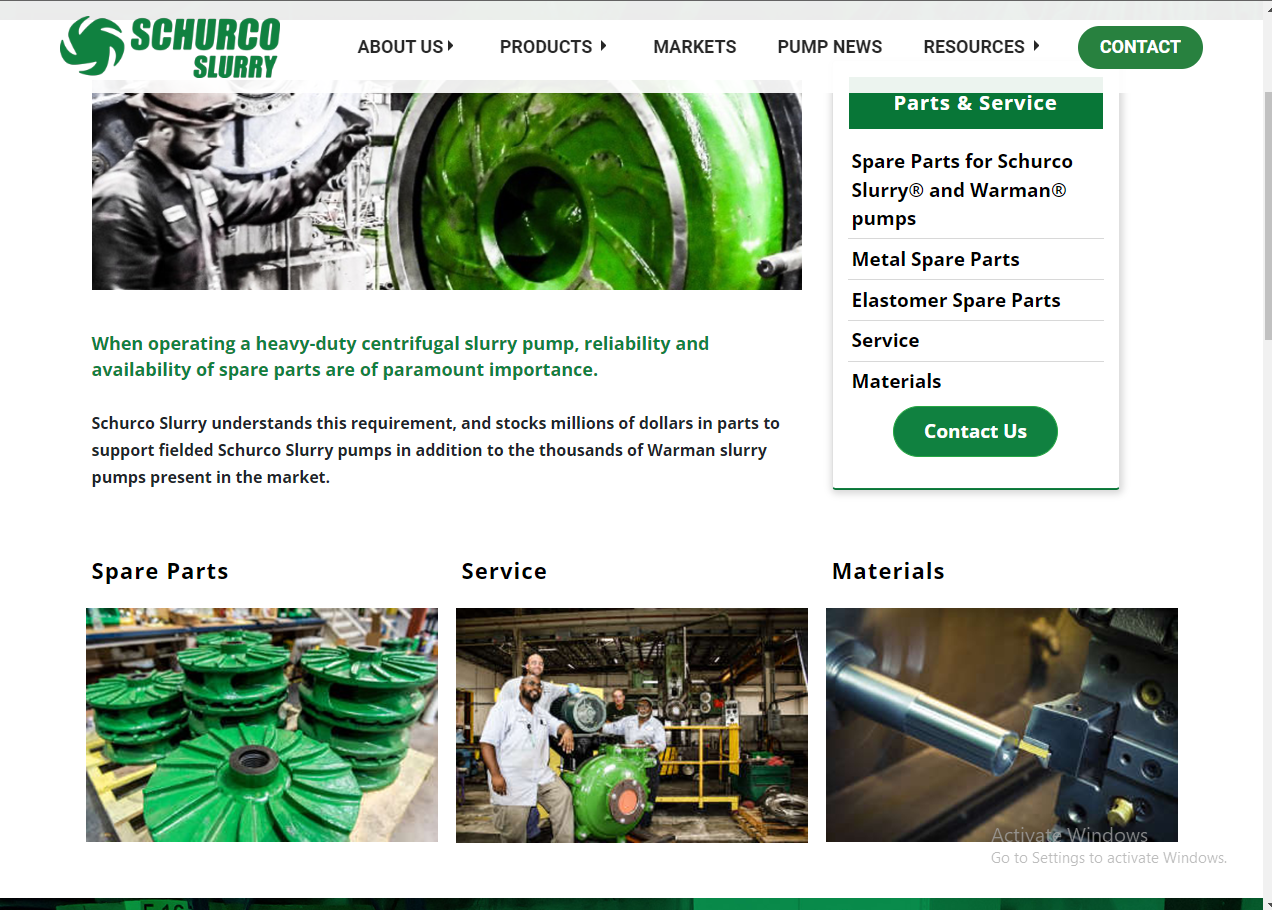 SCHURCO
SLURRY
ABOUT US
PRODUCTS
MARKETS
PUMP NEWS
RESOURCES
CONTACT
Parts & Service
Spare Parts for Schurco
Slurry® and Warman®
pumps
Metal Spare Parts
Elastomer Spare Parts
Service
Materials
Contact Us
When operating a heavy-duty centrifugal slurry pump, reliability and
availability of spare parts are of paramount importance.
Schurco Slurry understands this requirement, and stocks millions of dollars in parts to
support fielded Schurco Slurry pumps in addition to the thousands of Warman slurry
pumps present in the market.
Spare Parts
Service
Materials
Activate Windows
Go to Settings to activate Windows.